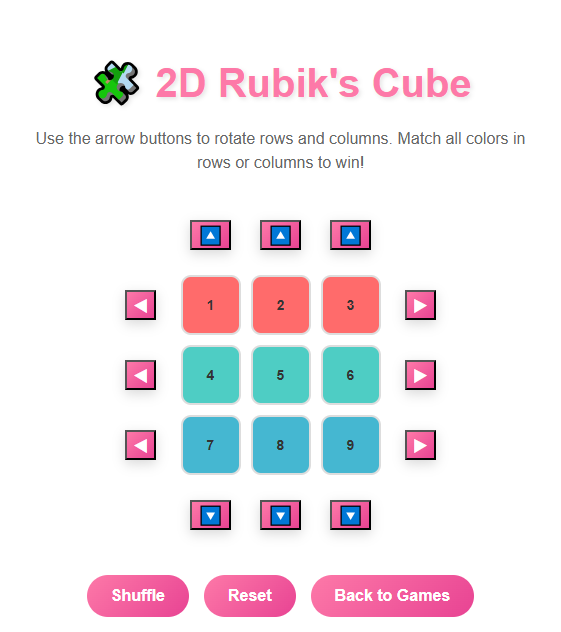 🧩 2D Rubik's Cube
Use the arrow buttons to rotate rows and columns. Match all colors in
rows or columns to win!
🔼 🔼 🔼
◀ 1 2 3 ▶
◀ 4 5 6 ▶
◀ 7 8 9 ▶
🔽 🔽 🔽
Shuffle Reset Back to Games